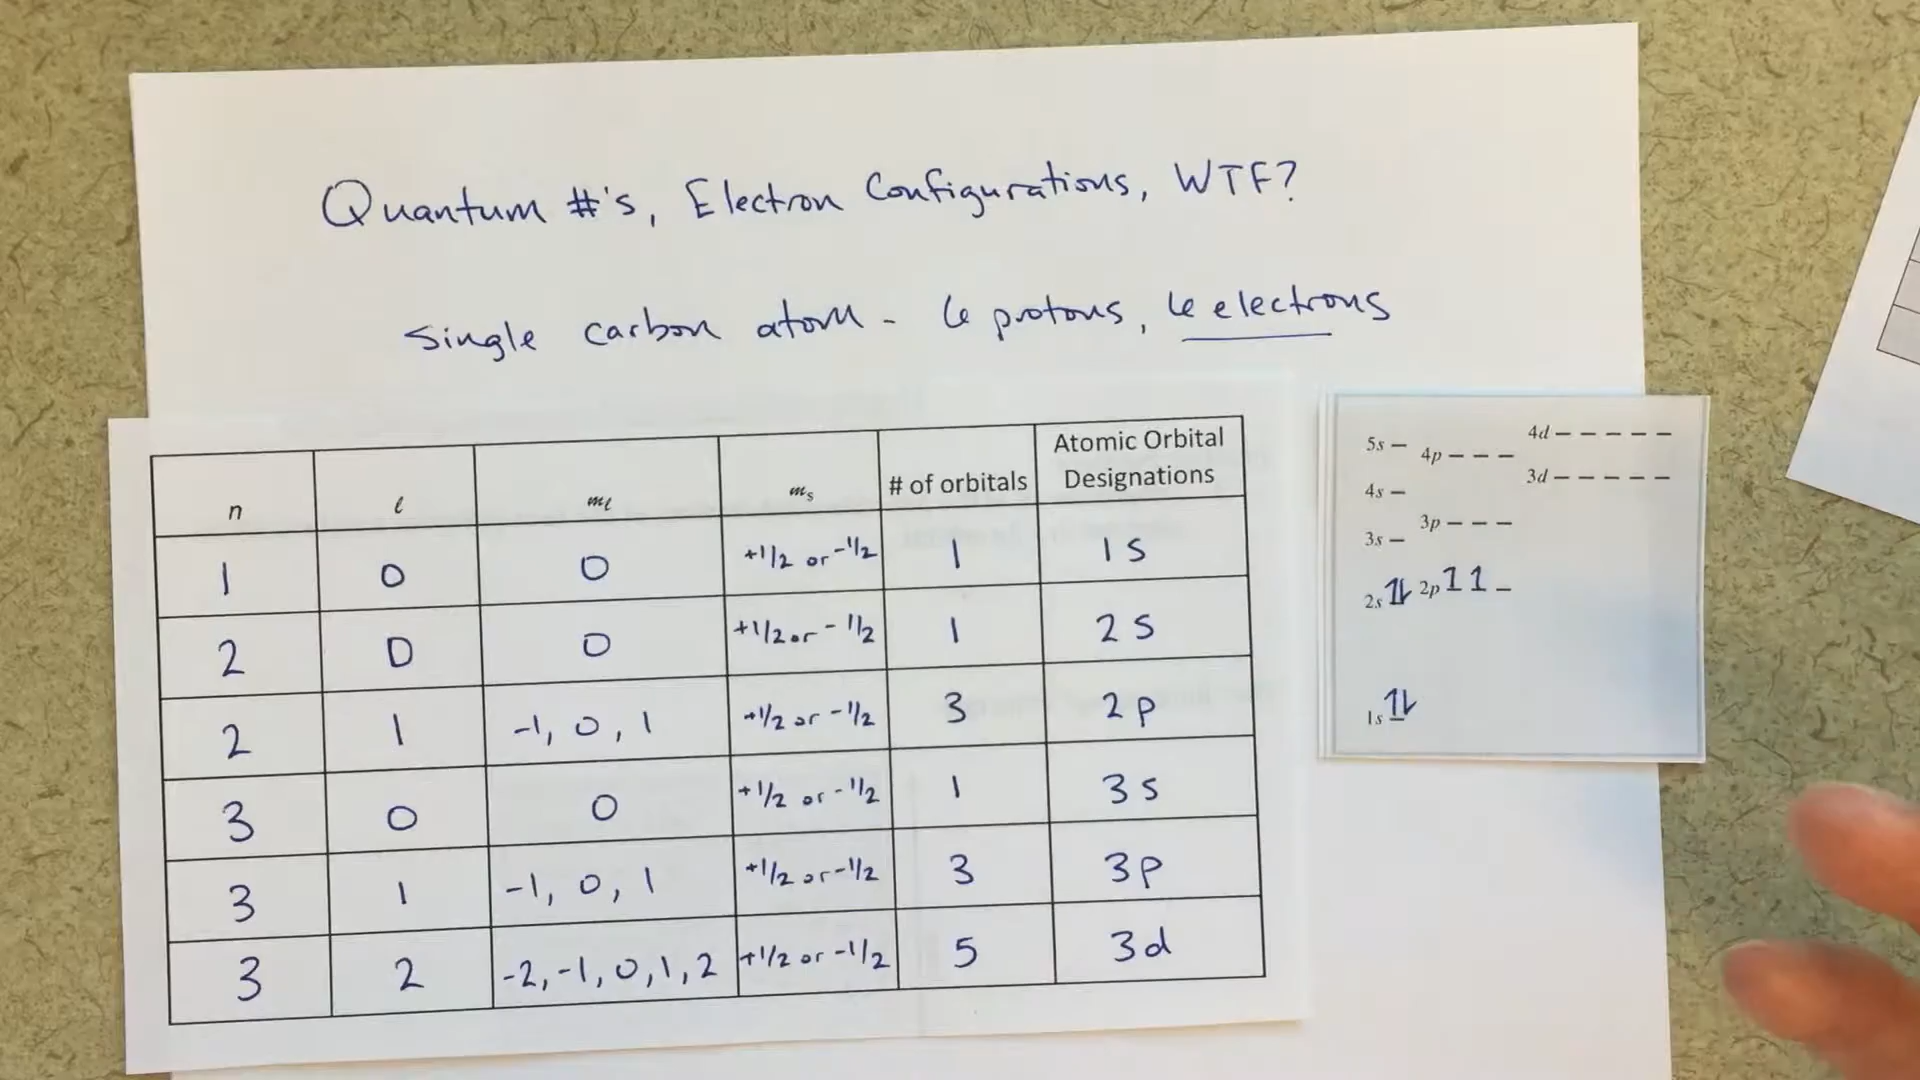 Quantum #'s, Electron Configurations, WTF?
Single carbon atom - 6 protons, 6 electrons
n l ml ms # of orbitals Atomic Orbital Designations
1 0 0 +1/2 or -1/2 1 1s
2 0 0 +1/2 or -1/2 1 2s
2 1 -1, 0, 1 +1/2 or -1/2 3 2p
3 0 0 +1/2 or -1/2 1 3s
3 1 -1, 0, 1 +1/2 or -1/2 3 3p
3 2 -2, -1, 0, 1, 2 +1/2 or -1/2 5 3d
4d – – – – –
5s – 4p – – –
3d – – – – –
4s –
3p – – –
3s –
2s 1⇂ 2p 1 1 –
1s 1⇂